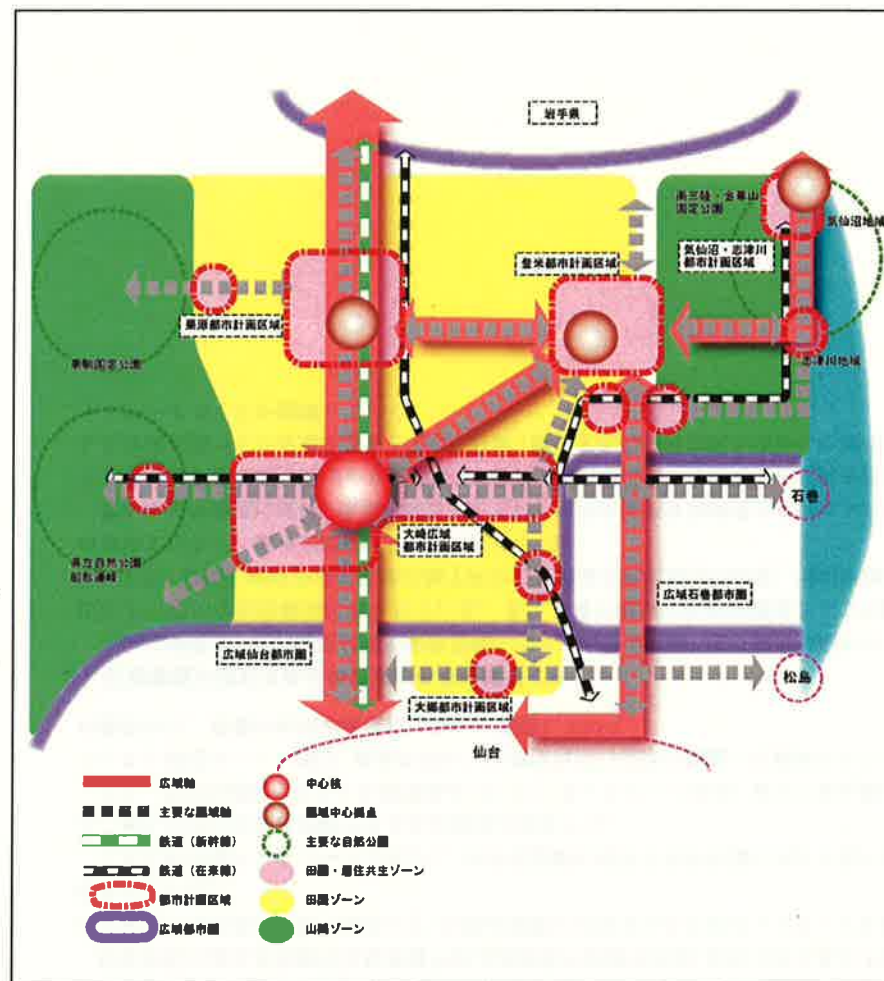 岩手県
南三陸・金華山
国定公園
気仙沼地域
気仙沼・志津川
都市計画区域
登米都市計画区域
栗原都市計画区域
栗駒国定公園
志津川地域
大崎広域
都市計画区域
石巻
県立自然公園
船形連峰
広域石巻都市圏
広域仙台都市圏
松島
大郷都市計画区域
仙台
広域軸
中心核
主要な圏域軸
圏域中心拠点
鉄道（新幹線）
主要な自然公園
鉄道（在来線）
田園・居住共生ゾーン
都市計画区域
田園ゾーン
広域都市圏
山間ゾーン